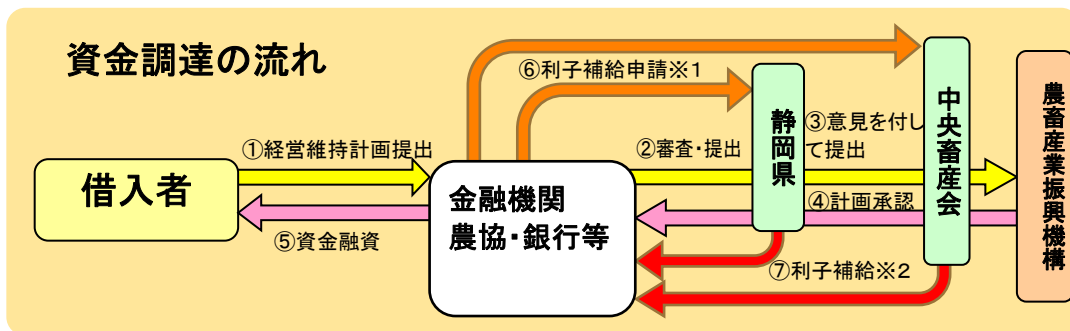 資金調達の流れ
⑥利子補給申請※1
①経営維持計画提出
②審査・提出
③意見を付し
て提出
借入者
金融機関
農協・銀行等
静岡県
中央畜産会
農畜産業振興機構
④計画承認
⑤資金融資
⑦利子補給※2